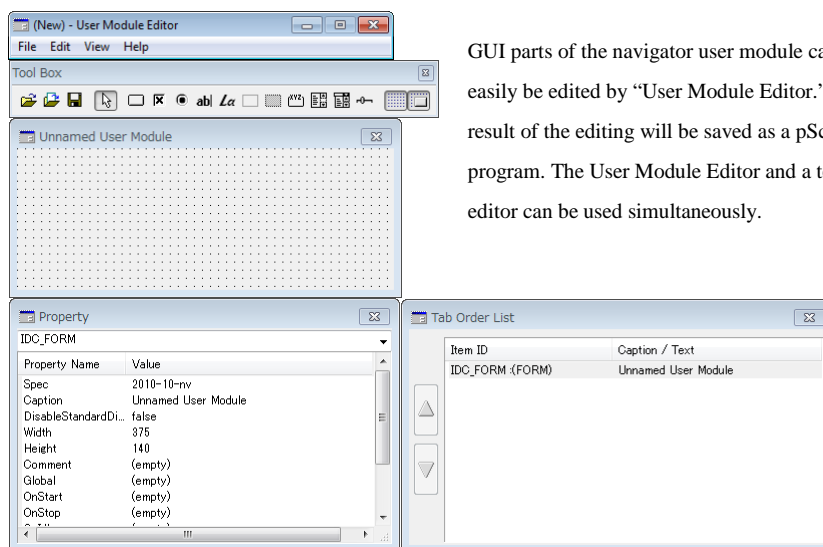 (New) - User Module Editor
File Edit View Help
Tool Box
ab| La
Unnamed User Module
GUI parts of the navigator user module
easily be edited by “User Module Editor.”
result of the editing will be saved as a
program. The User Module Editor and a
editor can be used simultaneously.
Property
IDC_FORM
Property Name Value
Spec 2010-10-nv
Caption Unnamed User Module
DisableStandardDi... false
Width 375
Height 140
Comment (empty)
Global (empty)
OnStart (empty)
OnStop (empty)
Tab Order List
Item ID Caption / Text
IDC_FORM :(FORM) Unnamed User Module